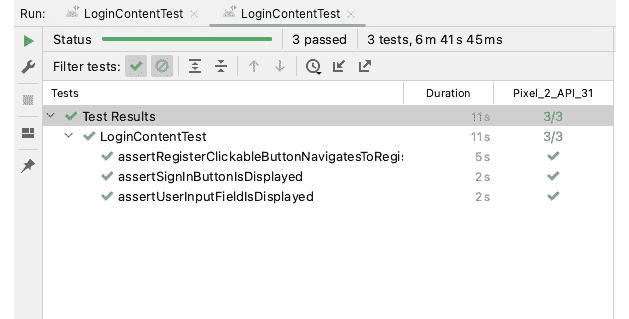 Run: LoginContentTest × LoginContentTest ×
Status 3 passed 3 tests, 6 m 41 s 45 ms
Filter tests:
Tests Duration Pixel_2_API_31
Test Results 11 s 3/3
LoginContentTest 11 s 3/3
assertRegisterClickableButtonNavigatesToRegi: 5 s
assertSignInButtonIsDisplayed 2 s
assertUserInputFieldIsDisplayed 2 s